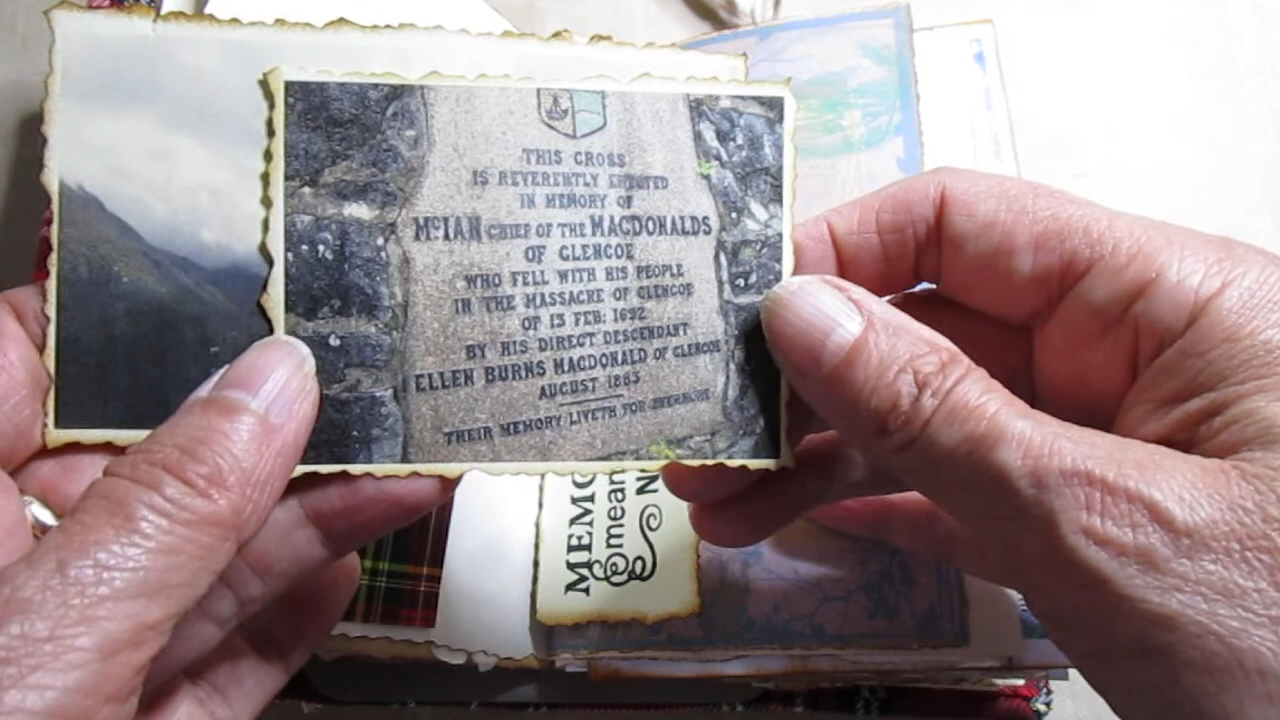 THIS CROSS
IS REVERENTLY ERECTED
IN MEMORY OF
McIAN CHIEF OF THE MACDONALDS
OF GLENCOE
WHO FELL WITH HIS PEOPLE
IN THE MASSACRE OF GLENCOE
OF 13 FEB: 1692
BY HIS DIRECT DESCENDANT
ELLEN BURNS MACDONALD OF GLENCOE
AUGUST 1883
THEIR MEMORY LIVETH FOR EVERMORE
MEMO
mean
N